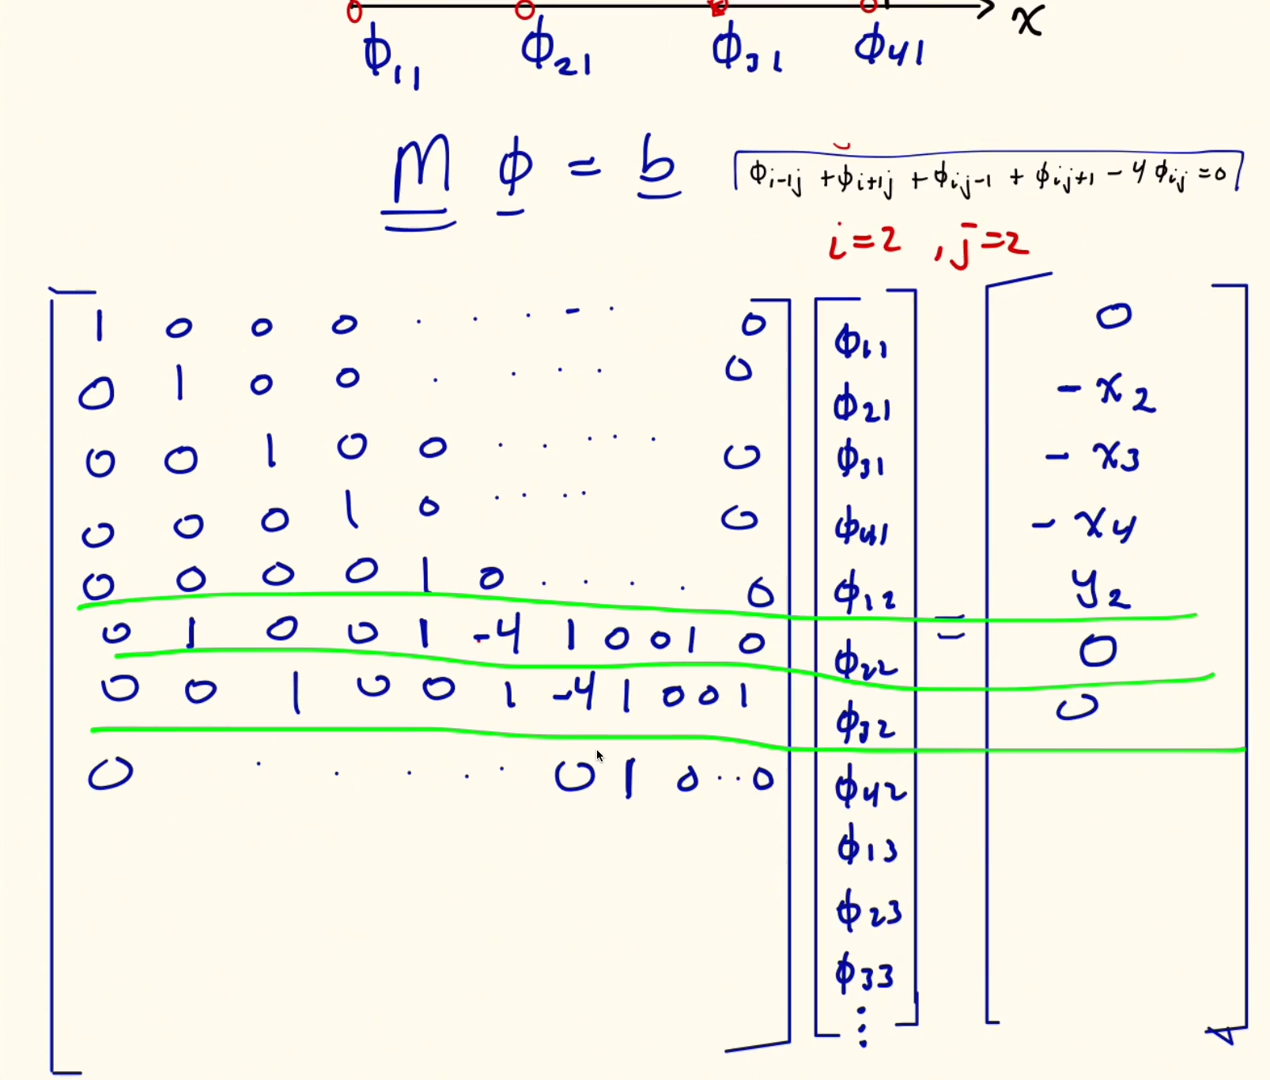 x
ϕ₁₁ ϕ₂₁ ϕ₃₁ ϕ₄₁
M ϕ = b
ϕᵢ₋₁ⱼ + ϕᵢ₊₁ⱼ + ϕᵢⱼ₋₁ + ϕᵢⱼ₊₁ - 4 ϕᵢⱼ = 0
i=2 , j=2
1 0 0 0 . . . - . 0 ϕ₁₁ 0
0 1 0 0 . . . . 0 ϕ₂₁ - x₂
0 0 1 0 0 . . . . . 0 ϕ₃₁ - x₃
0 0 0 1 0 . . . . 0 ϕ₄₁ - x₄
0 0 0 0 1 0 . . . . 0 ϕ₁₂ y₂
0 1 0 0 1 -4 1 0 0 1 0 ϕ₂₂ = 0
0 0 1 0 0 1 -4 1 0 0 1 ϕ₃₂ 0
0 . . . . . 0 1 0 . . 0 ϕ₄₂
ϕ₁₃
ϕ₂₃
ϕ₃₃
⋮